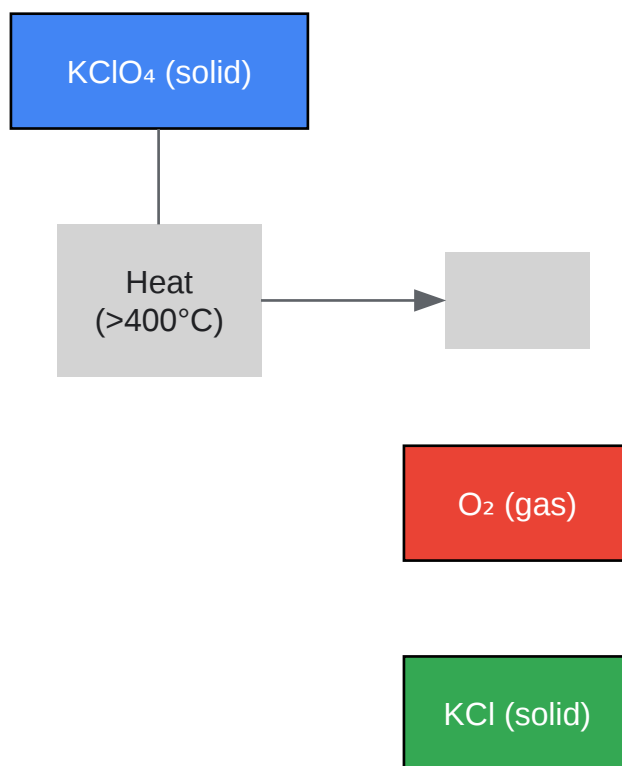 KClO₄ (solid)
Heat
(>400°C)
O₂ (gas)
KCl (solid)